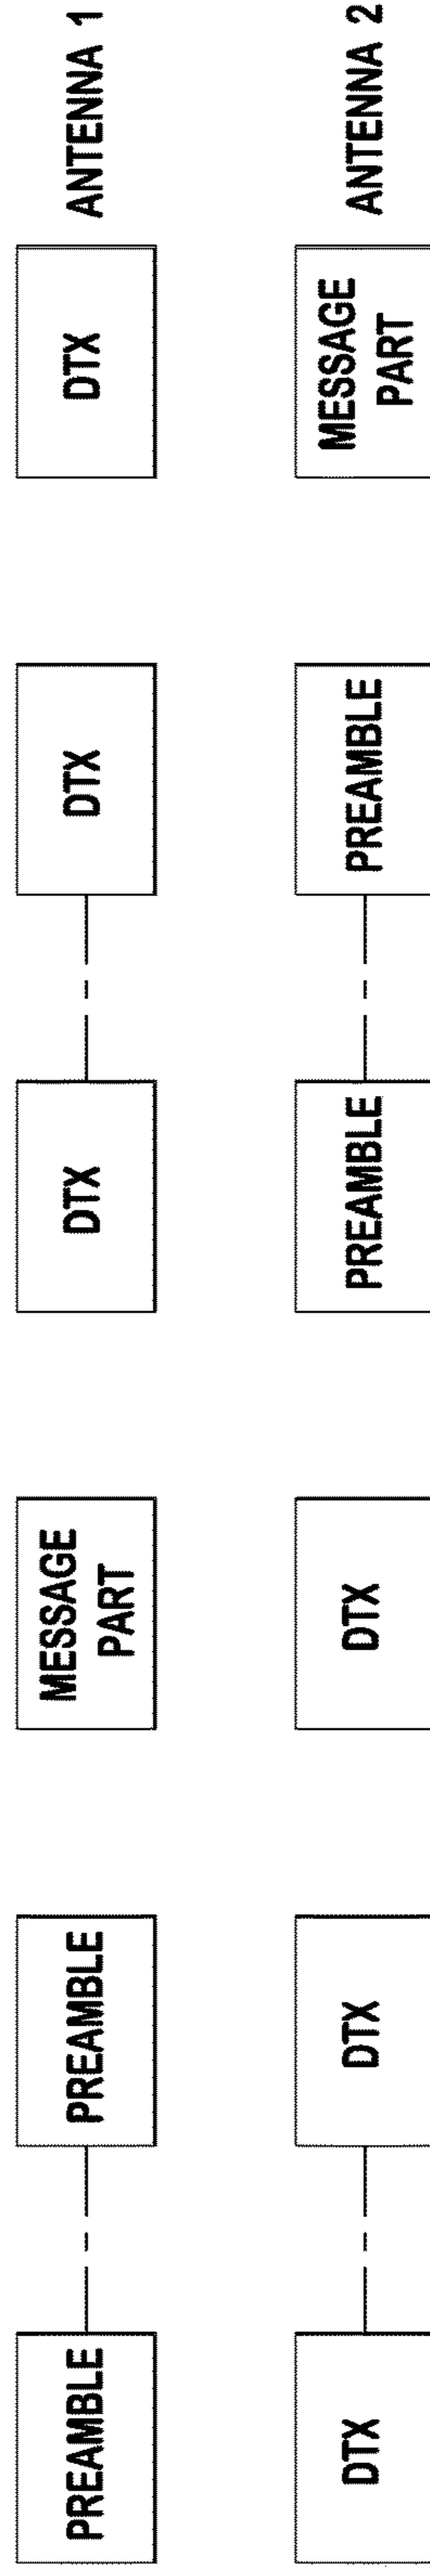 PREAMBLE
PREAMBLE
MESSAGE
PART
DTX
DTX
DTX
ANTENNA 1
DTX
DTX
DTX
PREAMBLE
PREAMBLE
MESSAGE
PART
ANTENNA 2